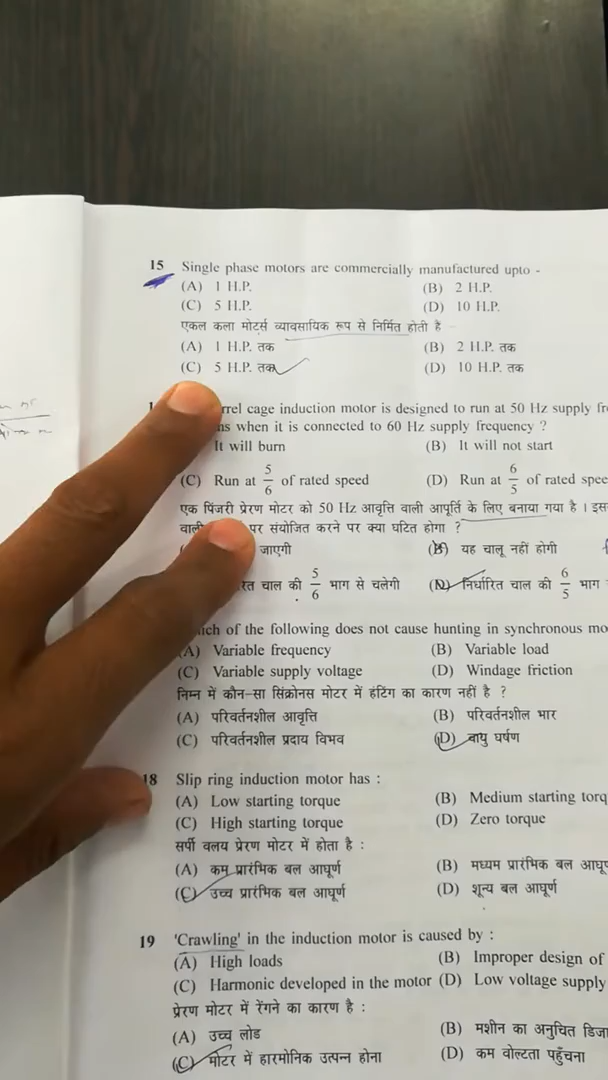 15 Single phase motors are commercially manufactured upto -
(A) 1 H.P. (B) 2 H.P.
(C) 5 H.P. (D) 10 H.P.
एकल कला मोटर्स व्यावसायिक रूप से निर्मित होती है
(A) 1 H.P. तक (B) 2 H.P. तक
(C) 5 H.P. तक (D) 10 H.P. तक
cage induction motor is designed to run at 50 Hz supply
when it is connected to 60 Hz supply frequency ?
It will burn (B) It will not start
(C) Run at 5/6 of rated speed (D) Run at 6/5 of rated
एक पिंजरी प्रेरण मोटर को 50 Hz आवृत्ति वाली आपूर्ति के लिए बनाया गया है ।
पर संयोजित करने पर क्या घटित होगा ?
जाएगी (B) यह चालू नहीं होगी
चाल की 5/6 भाग से चलेगी (D) निर्धारित चाल की 6/5 भाग
of the following does not cause hunting in synchronous
(A) Variable frequency (B) Variable load
(C) Variable supply voltage (D) Windage friction
निम्न में कौन-सा सिंक्रोनस मोटर में हंटिंग का कारण नहीं है ?
(A) परिवर्तनशील आवृत्ति (B) परिवर्तनशील भार
(C) परिवर्तनशील प्रदाय विभव (D) वायु घर्षण
18 Slip ring induction motor has :
(A) Low starting torque (B) Medium starting
(C) High starting torque (D) Zero torque
सर्पी वलय प्रेरण मोटर में होता है :
(A) कम प्रारंभिक बल आघूर्ण (B) मध्यम प्रारंभिक बल
(C) उच्च प्रारंभिक बल आघूर्ण (D) शून्य बल आघूर्ण
19 'Crawling' in the induction motor is caused by :
(A) High loads (B) Improper design of
(C) Harmonic developed in the motor (D) Low voltage supply
प्रेरण मोटर में रेंगने का कारण है :
(A) उच्च लोड (B) मशीन का अनुचित
(C) मोटर में हारमोनिक उत्पन्न होना (D) कम वोल्टता पहुँचना